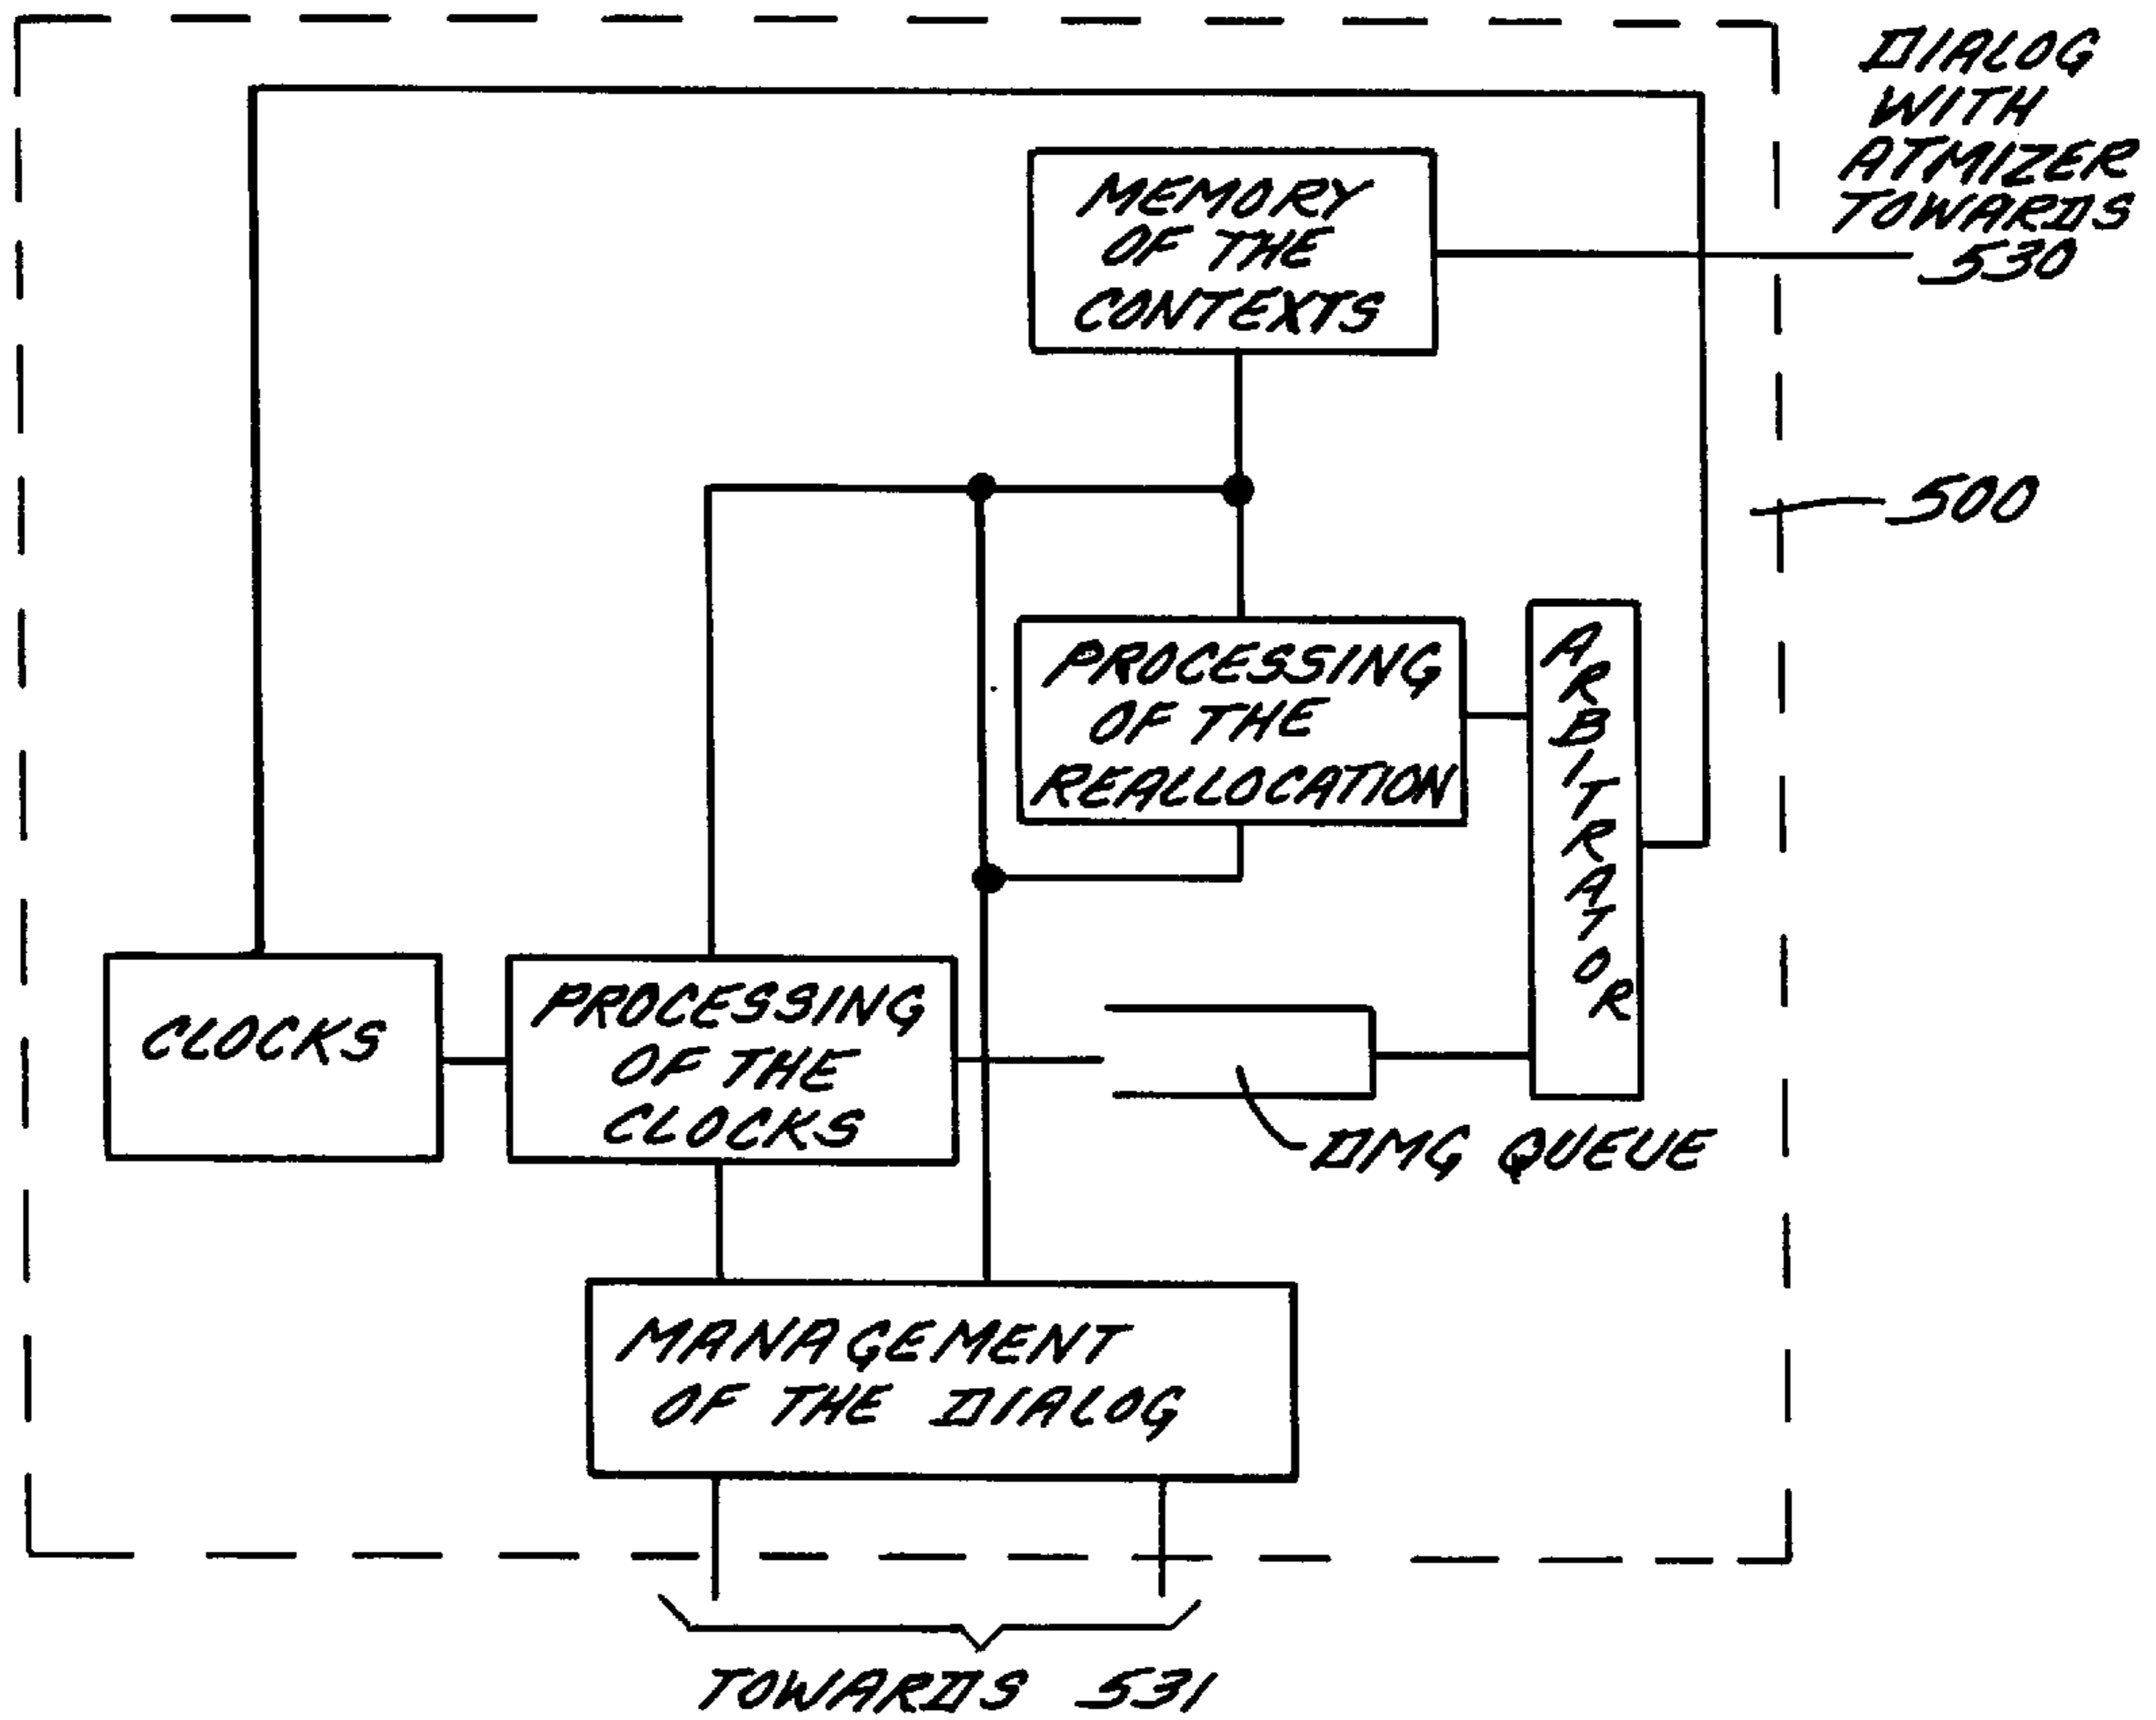 DIALOG
WITH
ATMIZER
TOWARDS
530
MEMORY
OF THE
CONTEXTS
500
PROCESSING
OF THE
REALLOCATION
ARBITRATOR
CLOCKS
PROCESSING
OF THE
CLOCKS
DMG QUEUE
MANAGEMENT
OF THE DIALOG
TOWARDS 531